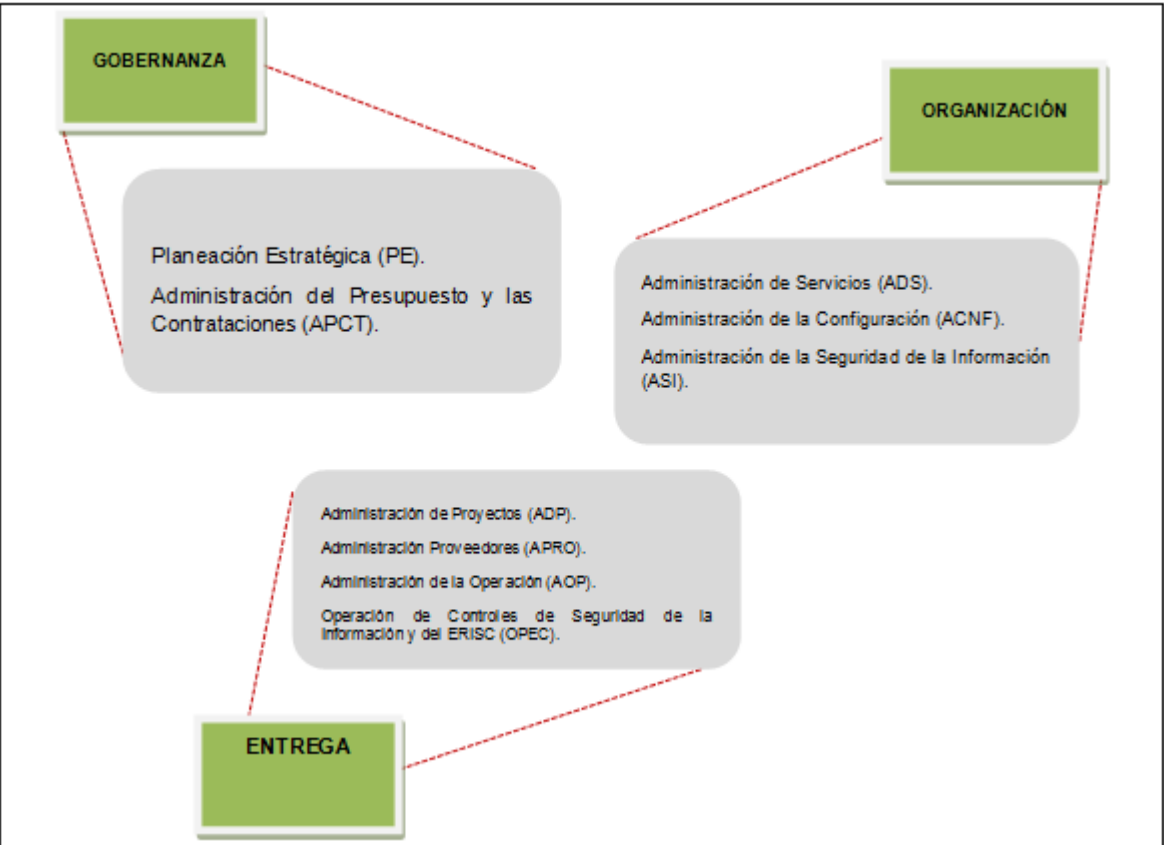 GOBERNANZA
Planeación Estratégica (PE).
Administración del Presupuesto y las
Contrataciones (APCT).
ORGANIZACIÓN
Administración de Servicios (ADS).
Administración de la Configuración (ACNF).
Administración de la Seguridad de la Información
(ASI).
Administración de Proyectos (ADP).
Administración Proveedores (APRO).
Administración de la Operación (AOP).
Operación de Controles de Seguridad de la
Información y del ERISC (OPEC).
ENTREGA